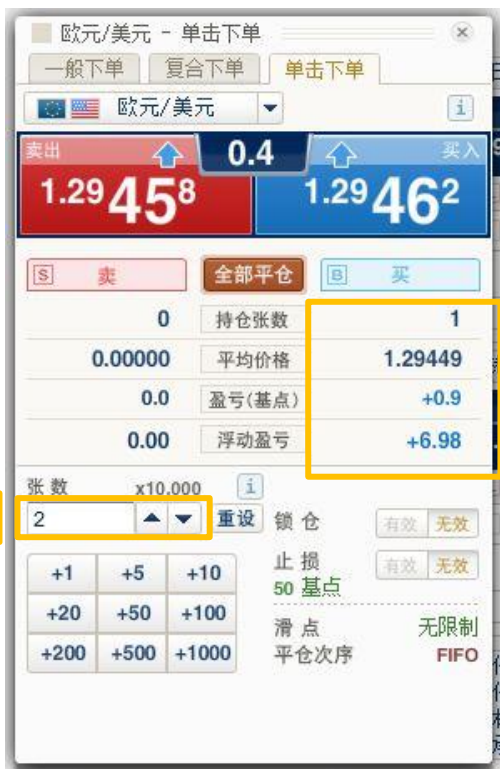 欧元/美元 - 单击下单
一般下单 复合下单 单击下单
欧元/美元
卖出 0.4 买入
1.29458 1.29462
S 卖 全部平仓 B 买
0 持仓张数 1
0.00000 平均价格 1.29449
0.0 盈亏(基点) +0.9
0.00 浮动盈亏 +6.98
张数 x10,000
2 重设 锁仓 有效 无效
+1 +5 +10 止损 有效 无效
50 基点
+20 +50 +100 滑点 无限制
+200 +500 +1000 平仓次序 FIFO